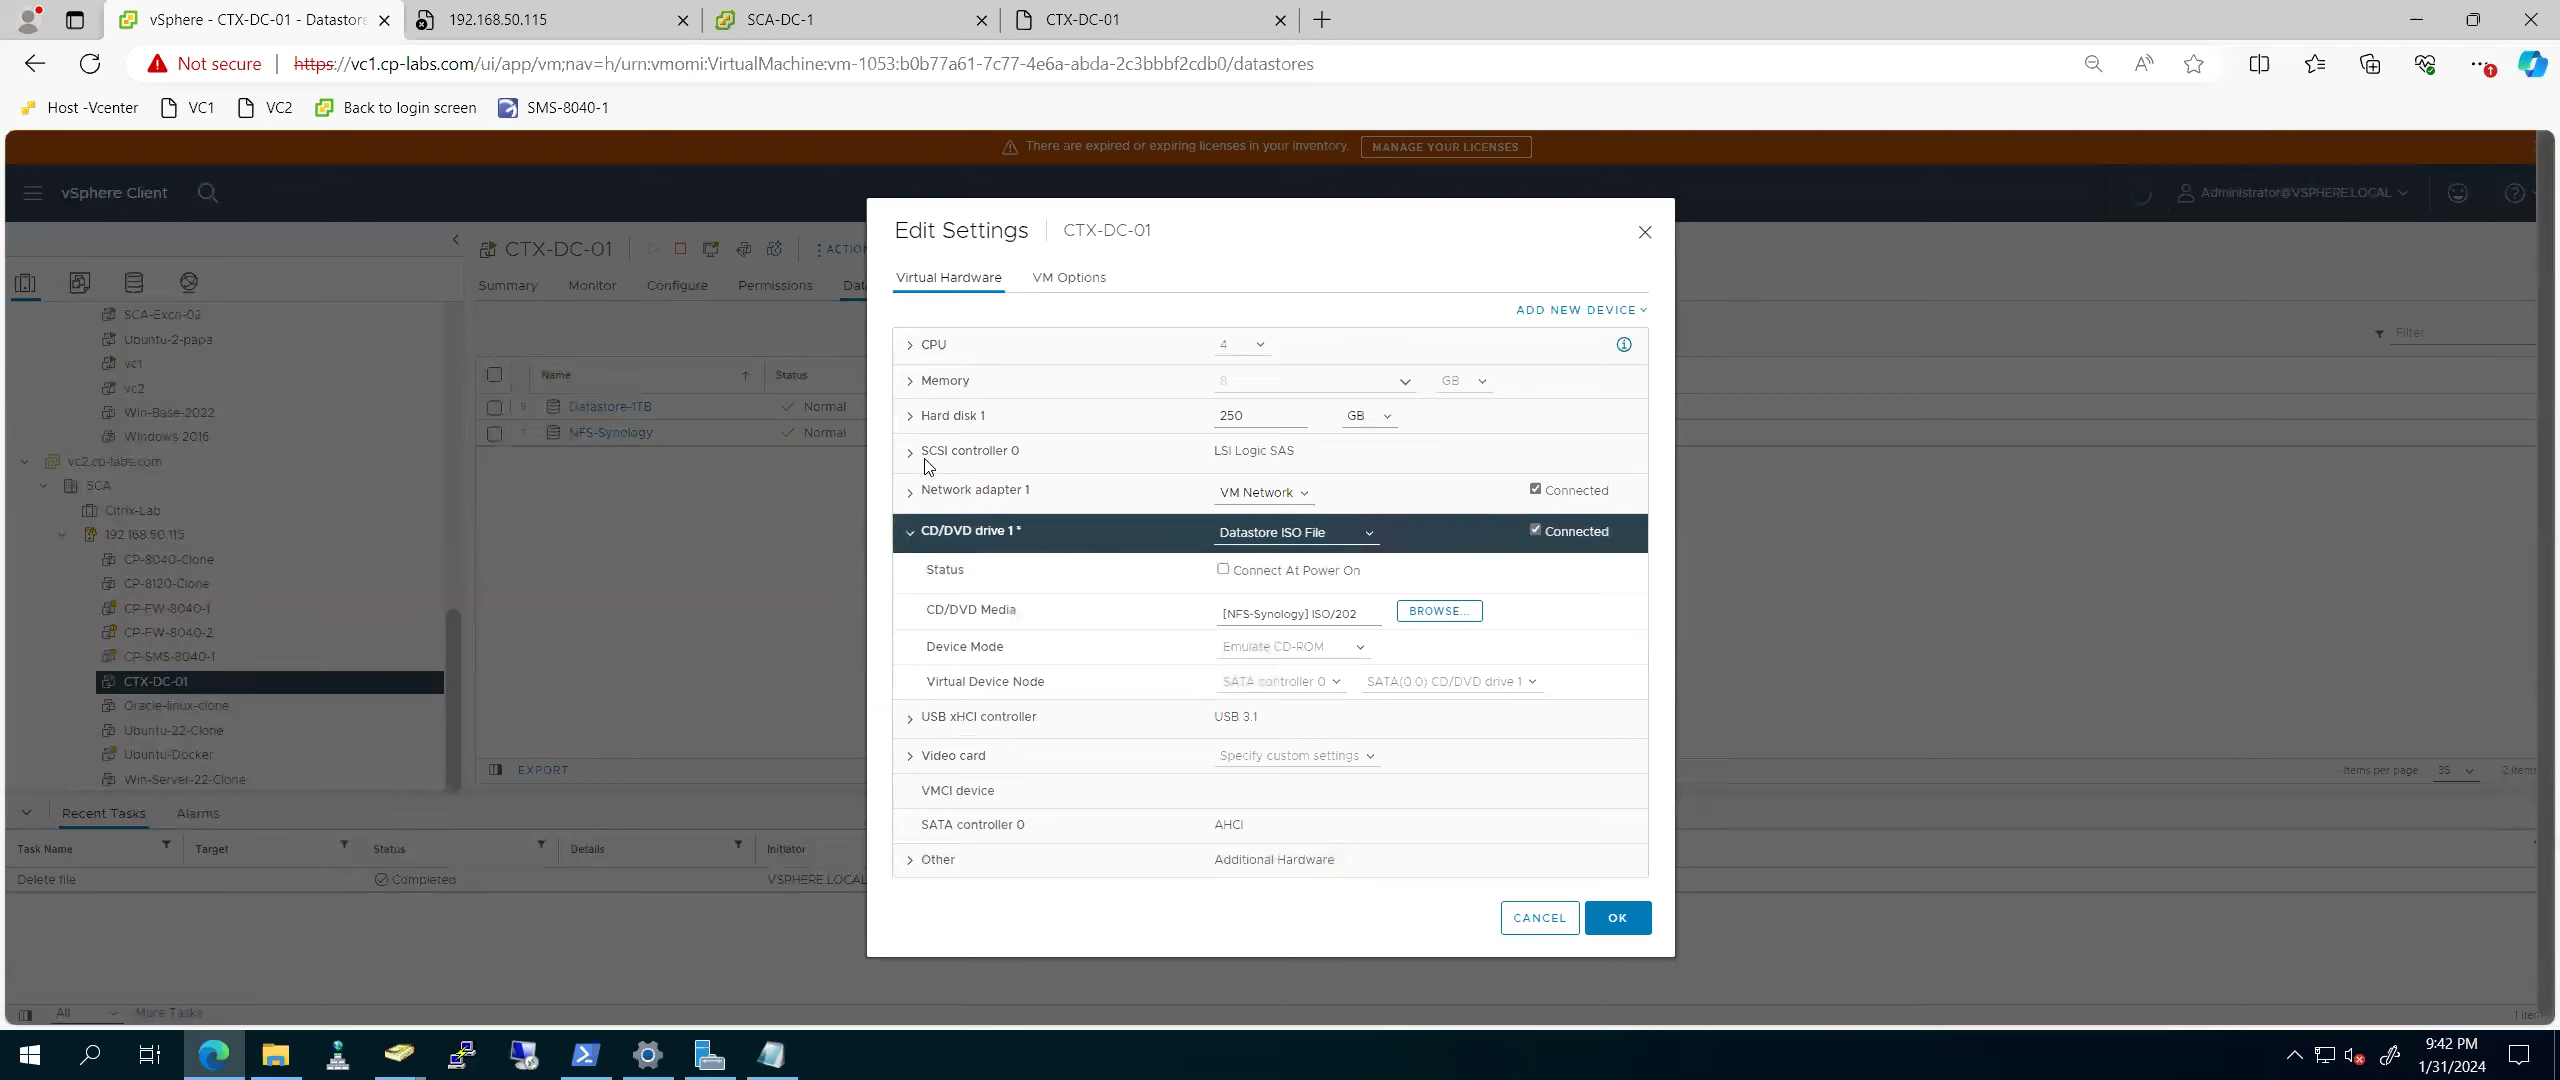 vSphere - CTX-DC-01 - Datastore
192.168.50.115
SCA-DC-1
CTX-DC-01
Not secure
https://vc1.cp-labs.com/ui/app/vm;nav=h/urn:vmomi:VirtualMachine:vm-1053:b0b77a61-7c77-4e6a-abda-2c3bbbf2cdb0/datastores
Host -Vcenter
VC1
VC2
Back to login screen
SMS-8040-1
There are expired or expiring licenses in your inventory.
MANAGE YOUR LICENSES
vSphere Client
Administrator@VSPHERE.LOCAL
CTX-DC-01
ACTION
Summary
Monitor
Configure
Permissions
Dat
SCA-Exch-02
Ubuntu-2-papa
vc1
vc2
Win-Base-2022
Windows 2016
vc2.cp-labs.com
SCA
Citrix-Lab
192.168.50.115
CP-8040-Clone
CP-8120-Clone
CP-FW-8040-1
CP-FW-8040-2
CP-SMS-8040-1
CTX-DC-01
Oracle-linux-clone
Ubuntu-22-Clone
Ubuntu-Docker
Win-Server-22-Clone
Filter
Name
Status
Datastore-1TB
Normal
NFS-Synology
Normal
EXPORT
Items per page
35
2 items
Edit Settings
CTX-DC-01
Virtual Hardware
VM Options
ADD NEW DEVICE
CPU
4
Memory
8
GB
Hard disk 1
250
GB
SCSI controller 0
LSI Logic SAS
Network adapter 1
VM Network
Connected
CD/DVD drive 1 *
Datastore ISO File
Connected
Status
Connect At Power On
CD/DVD Media
[NFS-Synology] ISO/202
BROWSE...
Device Mode
Emulate CD-ROM
Virtual Device Node
SATA controller 0
SATA(0:0) CD/DVD drive 1
USB xHCI controller
USB 3.1
Video card
Specify custom settings
VMCI device
SATA controller 0
AHCI
Other
Additional Hardware
CANCEL
OK
Recent Tasks
Alarms
Task Name
Target
Status
Details
Initiator
Delete file
Completed
VSPHERE.LOCAL
All
More Tasks
1 item
9:42 PM
1/31/2024